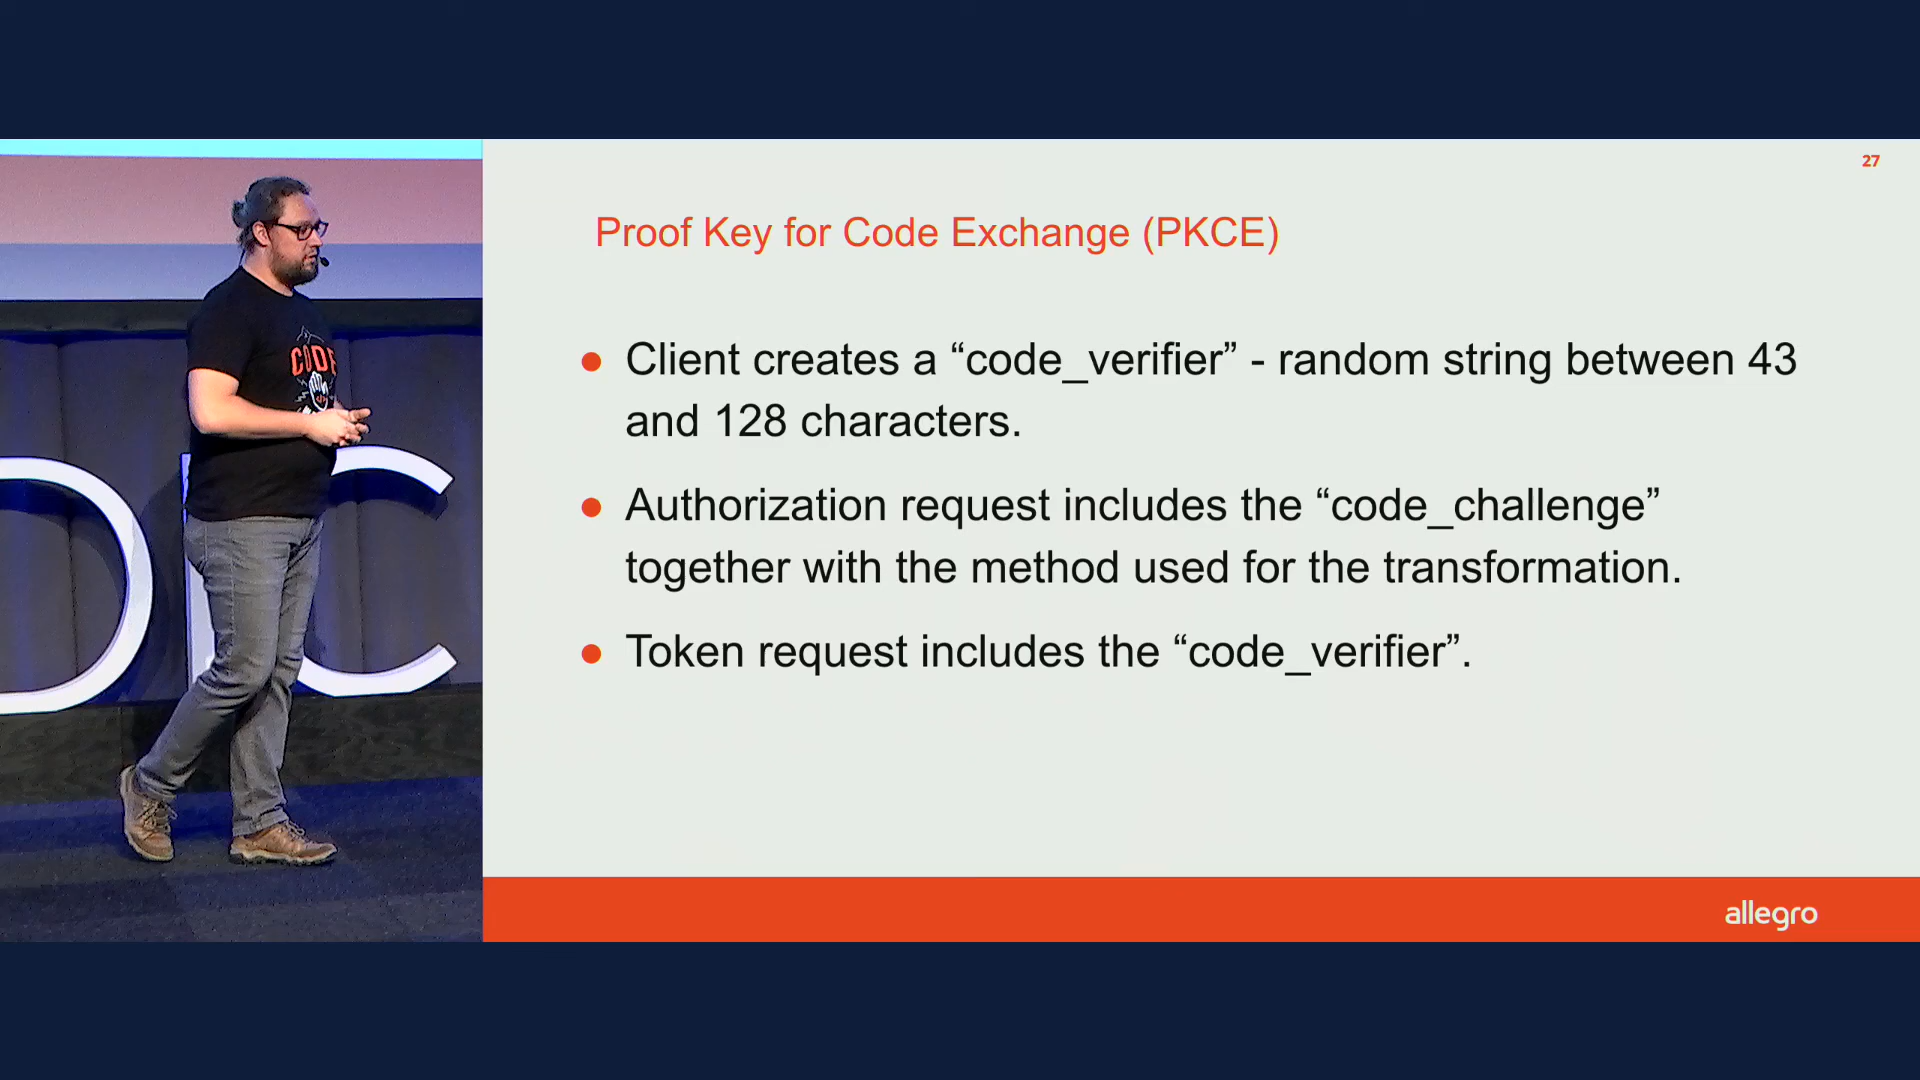 27
Proof Key for Code Exchange (PKCE)
● Client creates a “code_verifier” - random string between 43
and 128 characters.
● Authorization request includes the “code_challenge”
together with the method used for the transformation.
● Token request includes the “code_verifier”.
allegro
CODE